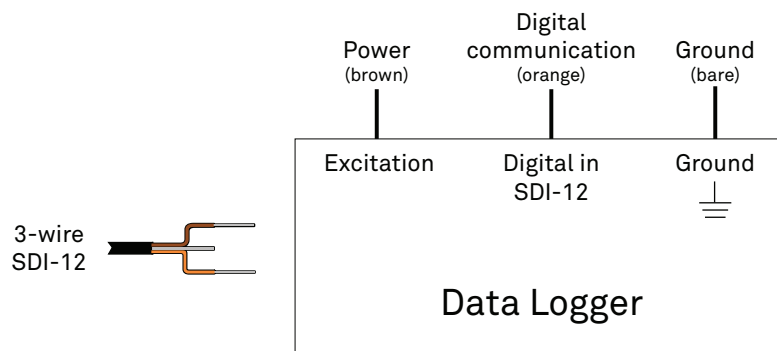 Digital
Power
communication
Ground
(brown)
(orange)
(bare)
Excitation
Digital in
SDI-12
Ground
3-wire
SDI-12
Data Logger